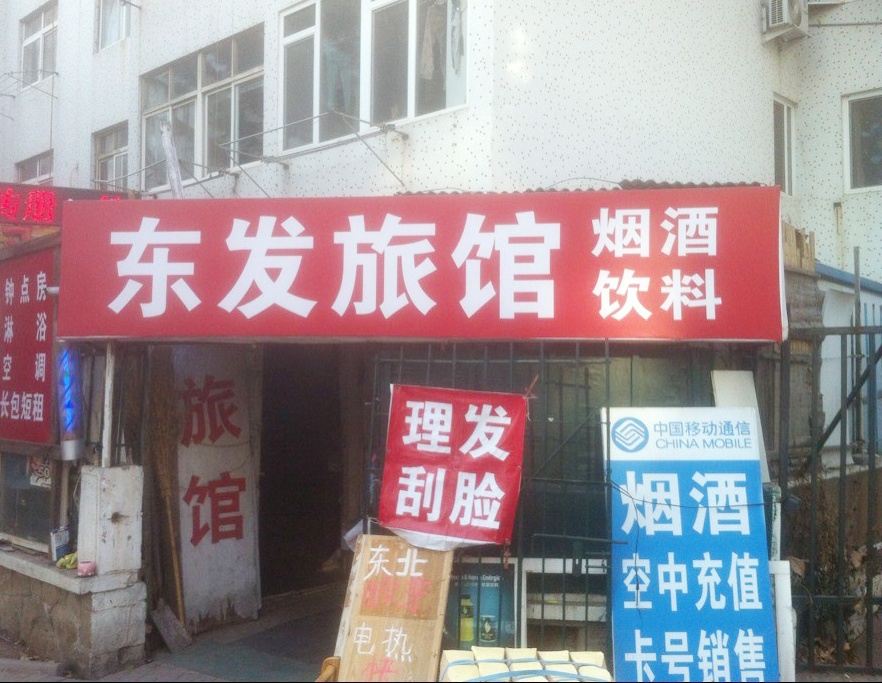 东发旅馆
烟酒
饮料
钟点房
淋浴
空调
长包短租
旅馆
理发
刮脸
中国移动通信
CHINA MOBILE
烟酒
空中充值
卡号销售
东北
电热